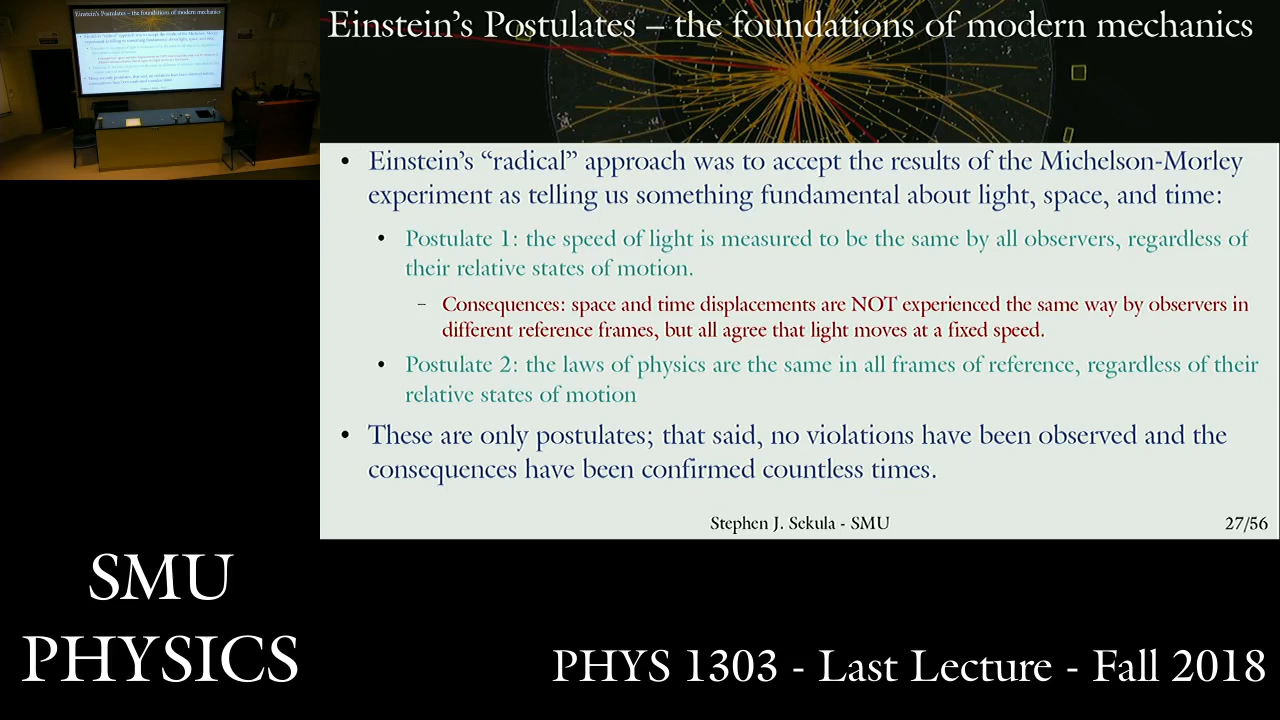 Einstein's Postulates – the foundations of modern mechanics
• Einstein's “radical” approach was to accept the results of the Michelson-Morley
experiment as telling us something fundamental about light, space, and time:
• Postulate 1: the speed of light is measured to be the same by all observers, regardless of
their relative states of motion.
– Consequences: space and time displacements are NOT experienced the same way by observers in
different reference frames, but all agree that light moves at a fixed speed.
• Postulate 2: the laws of physics are the same in all frames of reference, regardless of their
relative states of motion
• These are only postulates; that said, no violations have been observed and the
consequences have been confirmed countless times.
Stephen J. Sekula - SMU
27/56
SMU
PHYSICS
PHYS 1303 - Last Lecture - Fall 2018